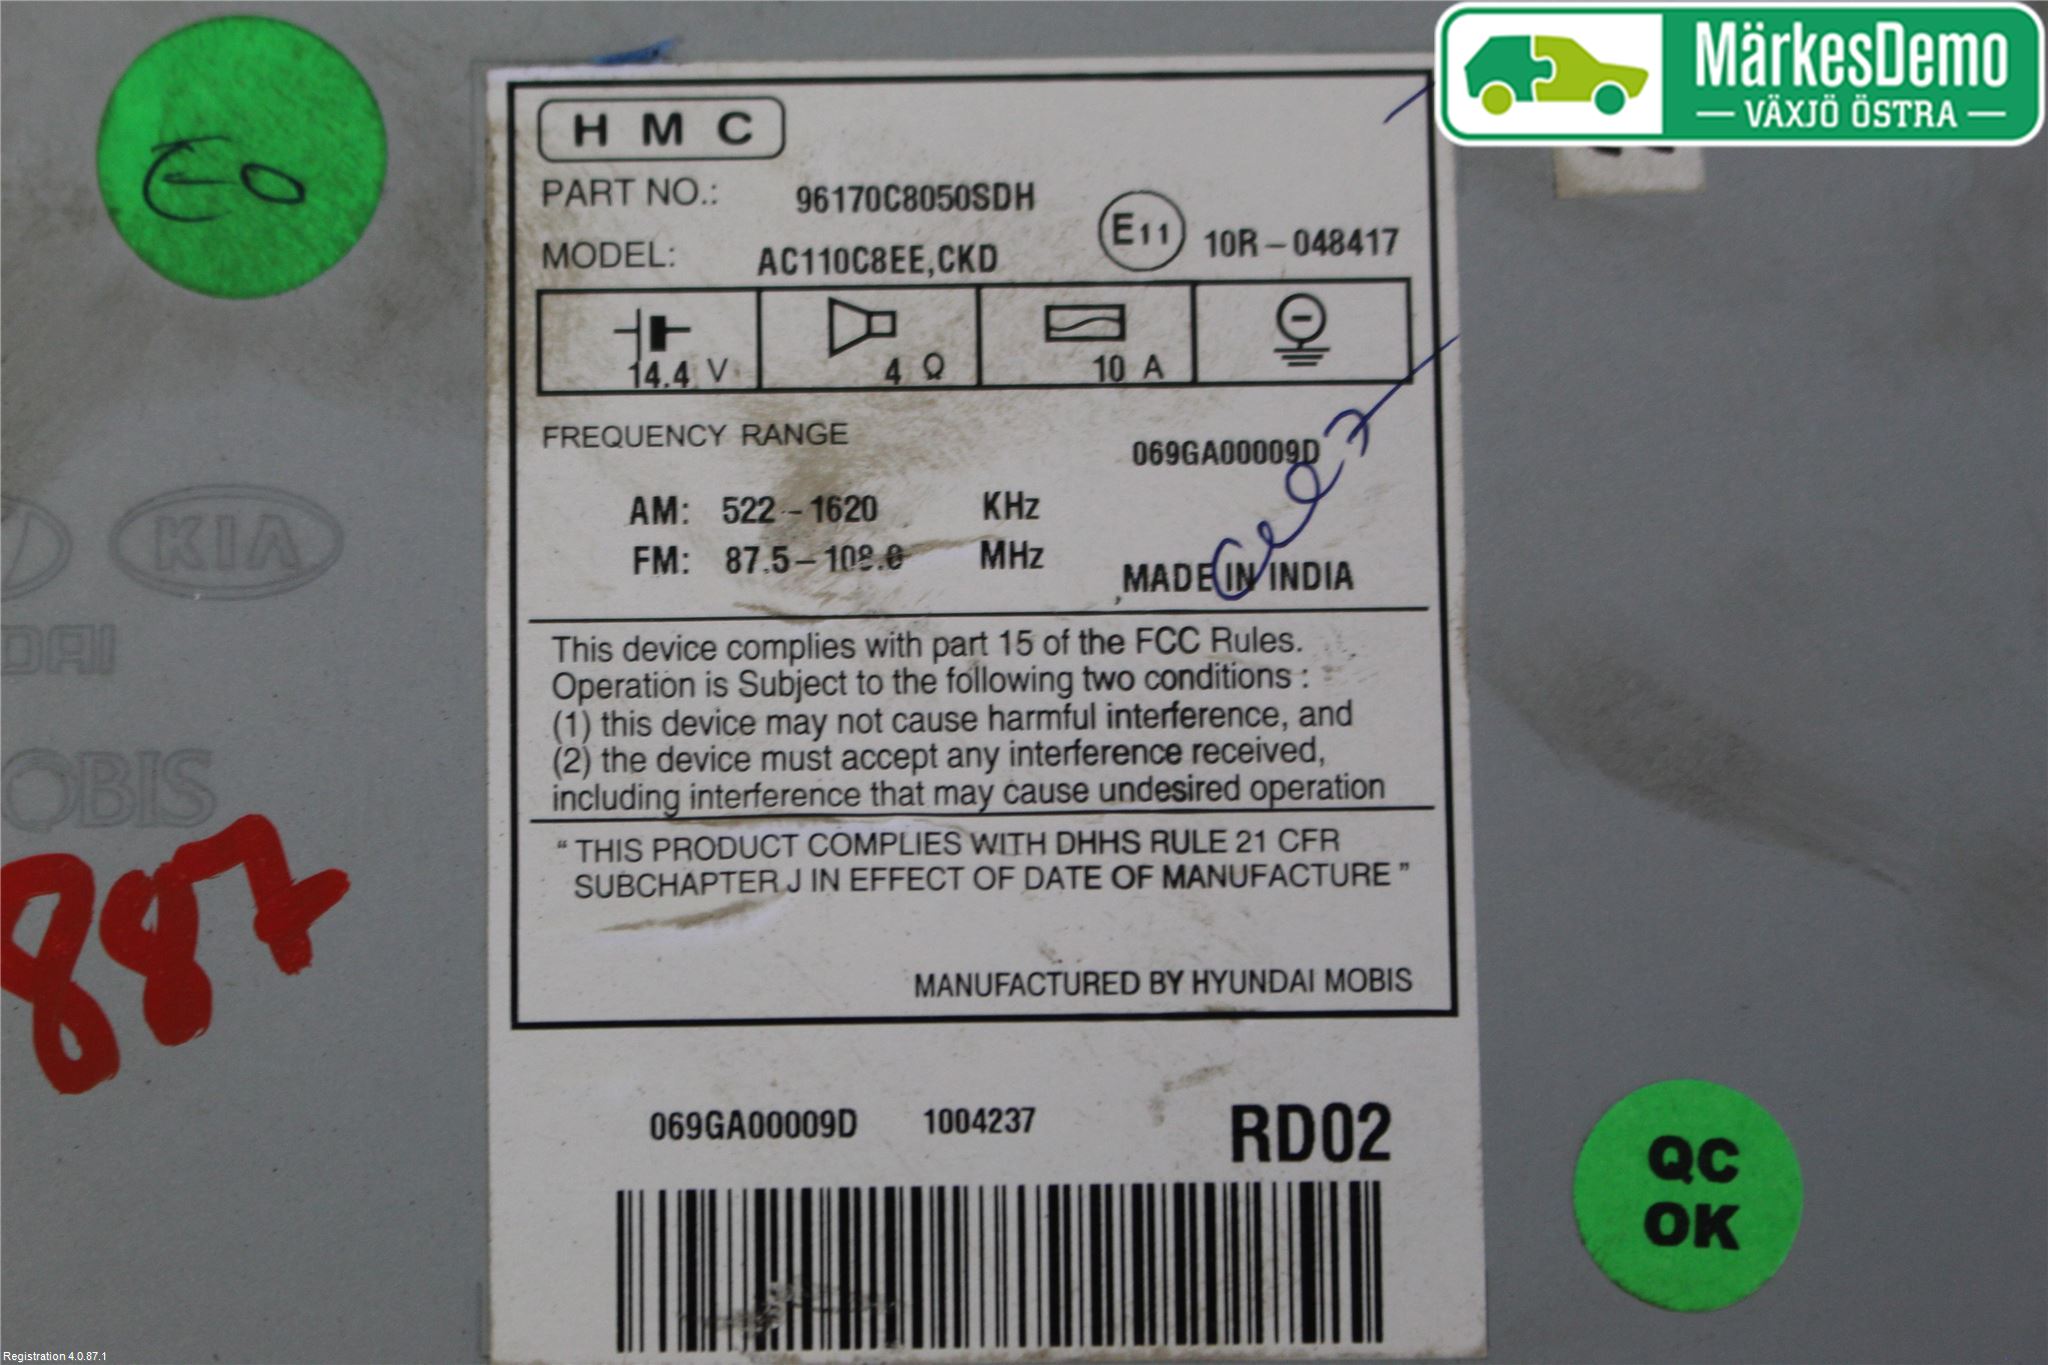 MärkesDemo
VÄXJÖ ÖSTRA
HMC
PART NO.: 96170C8050SDH
MODEL: AC110C8EE,CKD E11 10R-048417
14.4 V 4 Ω 10 A
FREQUENCY RANGE 069GA00009D
AM: 522-1620 KHz
FM: 87.5-108.0 MHz
MADE IN INDIA
This device complies with part 15 of the FCC Rules.
Operation is Subject to the following two conditions :
(1) this device may not cause harmful interference, and
(2) the device must accept any interference received,
including interference that may cause undesired operation
“ THIS PRODUCT COMPLIES WITH DHHS RULE 21 CFR
SUBCHAPTER J IN EFFECT OF DATE OF MANUFACTURE ”
MANUFACTURED BY HYUNDAI MOBIS
069GA00009D 1004237 RD02
KIA
DAI
OBIS
887
QC
OK
Registration 4.0.87.1